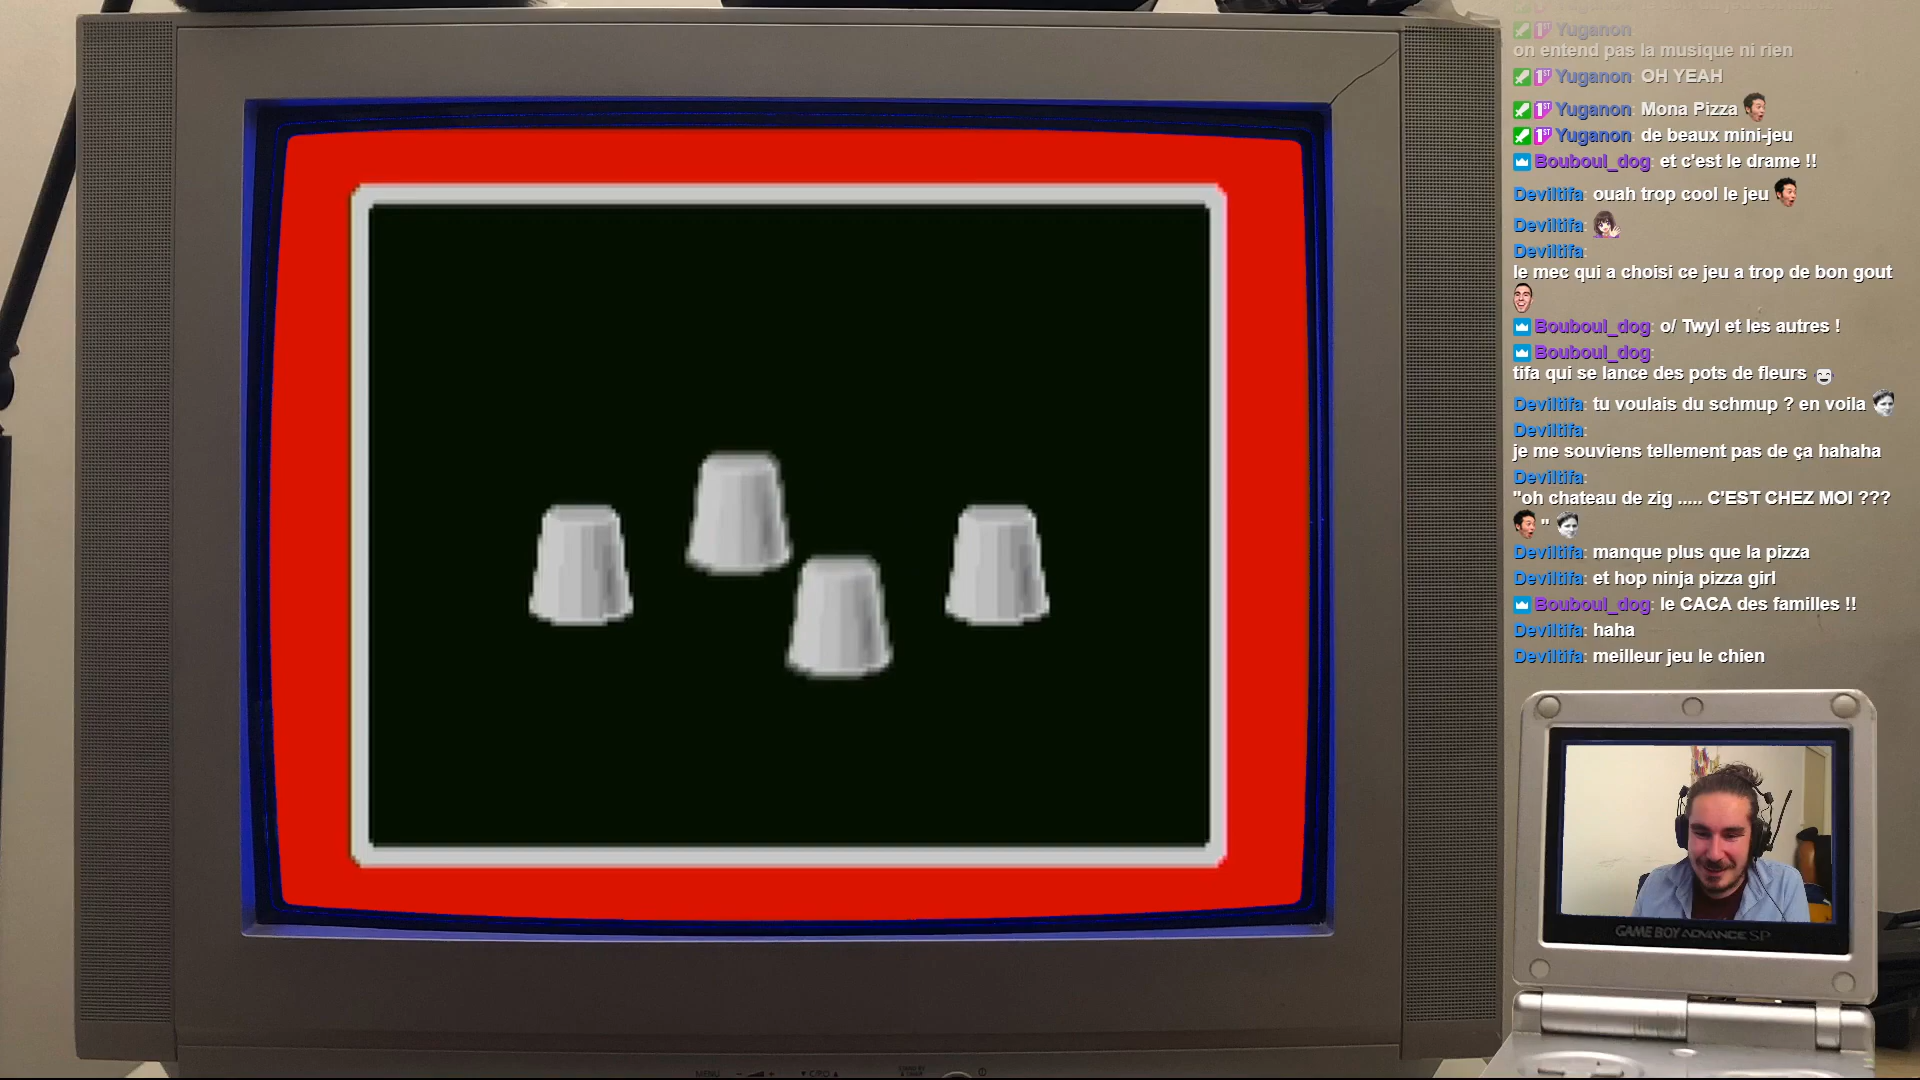 Yuganon
on entend pas la musique ni rien
1ST Yuganon: OH YEAH
1ST Yuganon: Mona Pizza
1ST Yuganon: de beaux mini-jeu
Bouboul_dog: et c'est le drame !!
Deviltifa: ouah trop cool le jeu
Deviltifa:
Deviltifa:
le mec qui a choisi ce jeu a trop de bon gout
Bouboul_dog: o/ Twyl et les autres !
Bouboul_dog:
tifa qui se lance des pots de fleurs
Deviltifa: tu voulais du schmup ? en voila
Deviltifa:
je me souviens tellement pas de ça hahaha
Deviltifa:
"oh chateau de zig ..... C'EST CHEZ MOI ???
"
Deviltifa: manque plus que la pizza
Deviltifa: et hop ninja pizza girl
Bouboul_dog: le CACA des familles !!
Deviltifa: haha
Deviltifa: meilleur jeu le chien
GAME BOY ADVANCE SP
MENU